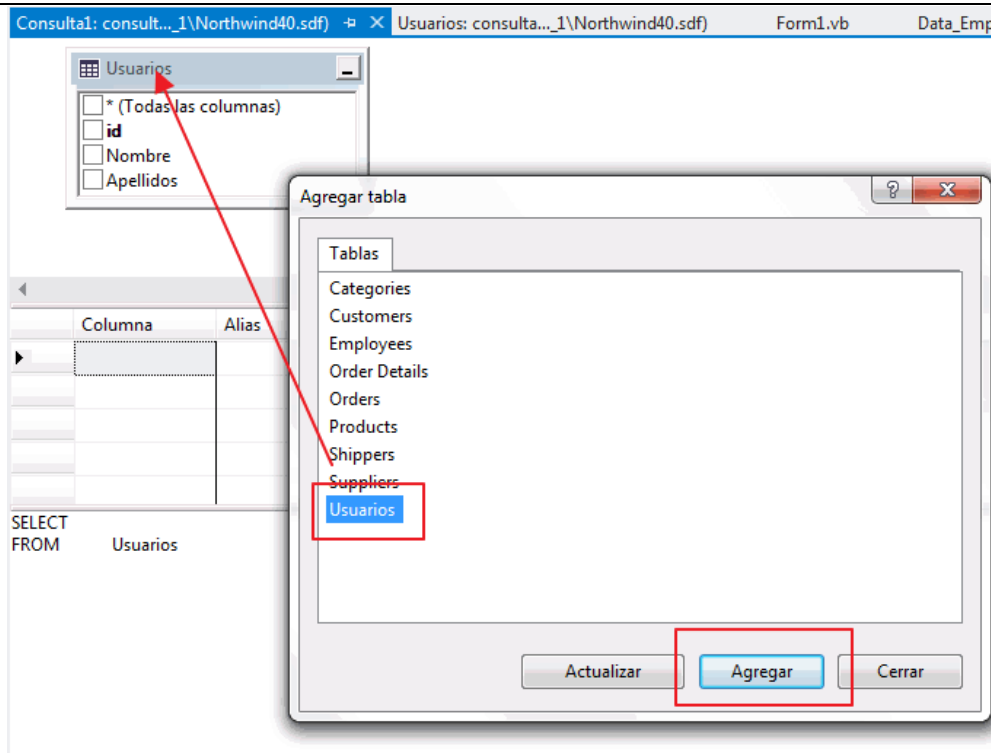 Consulta1: consult..._1\Northwind40.sdf)
Usuarios: consulta..._1\Northwind40.sdf)
Form1.vb
Data_Emp
Usuarios
* (Todas las columnas)
id
Nombre
Apellidos
Agregar tabla
Tablas
Categories
Customers
Employees
Order Details
Orders
Products
Shippers
Suppliers
Usuarios
Columna Alias
SELECT
FROM Usuarios
Actualizar Agregar Cerrar